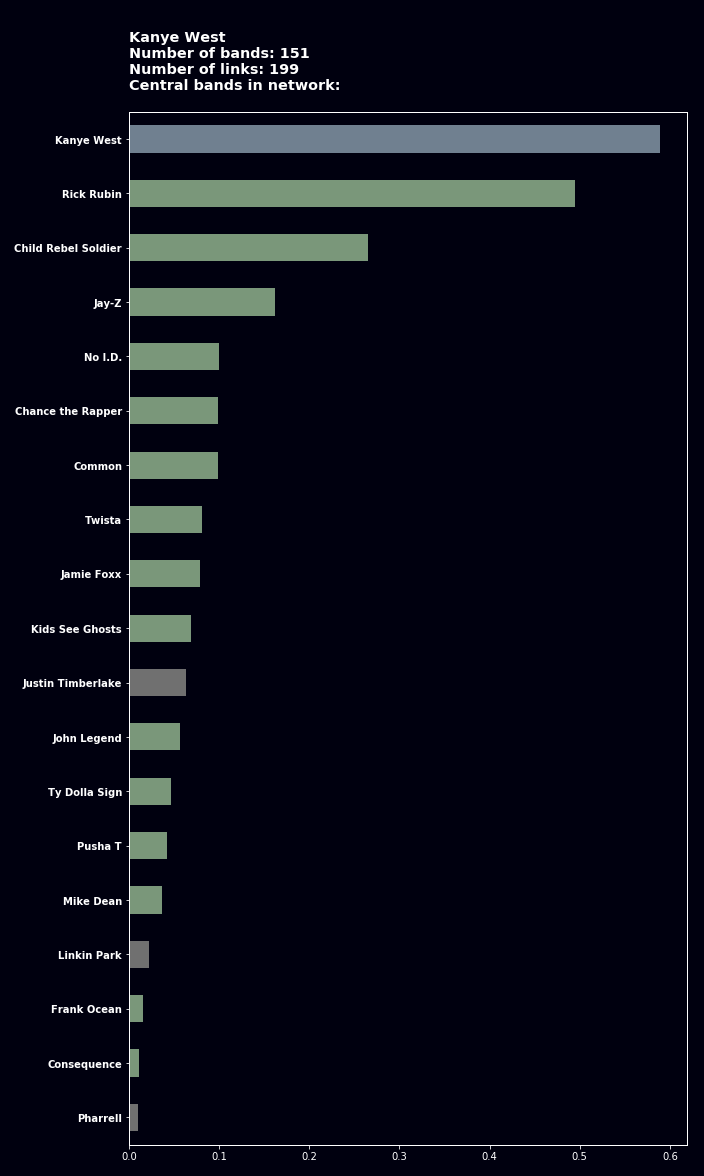 Kanye West
Number of bands: 151
Number of links: 199
Central bands in network:
Kanye West
Rick Rubin
Child Rebel Soldier
Jay-Z
No I.D.
Chance the Rapper
Common
Twista
Jamie Foxx
Kids See Ghosts
Justin Timberlake
John Legend
Ty Dolla Sign
Pusha T
Mike Dean
Linkin Park
Frank Ocean
Consequence
Pharrell
0.0 0.1 0.2 0.3 0.4 0.5 0.6